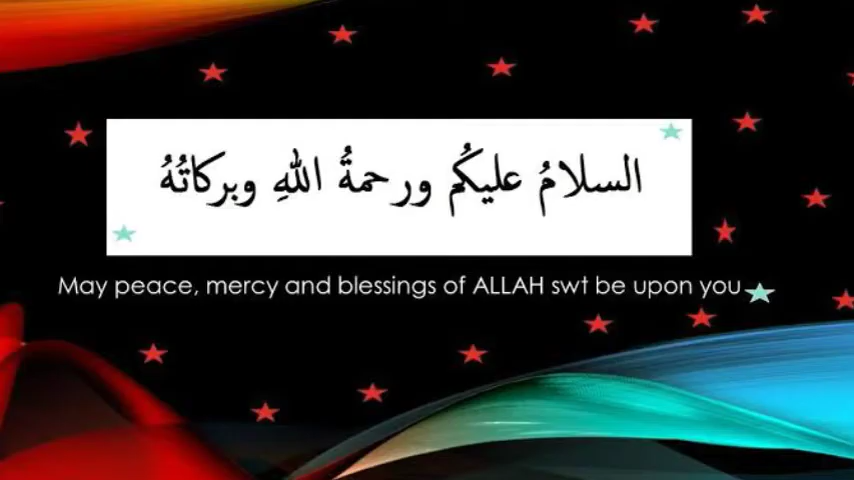 السلامُ عليكُم ورحمةُ اللهِ وبركاتُهُ
May peace, mercy and blessings of ALLAH swt be upon you